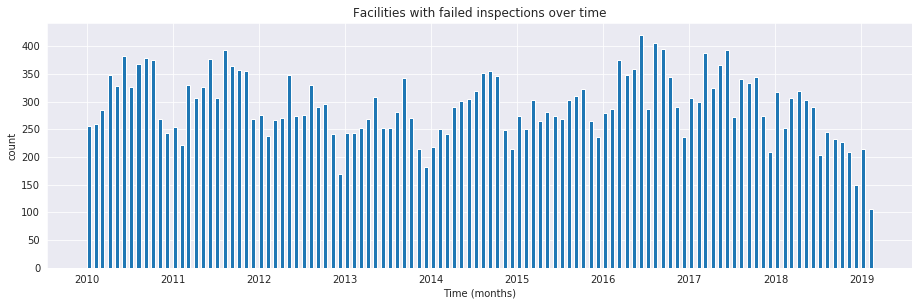 Facilities with failed inspections over time
count
400
350
300
250
200
150
100
50
0
2010 2011 2012 2013 2014 2015 2016 2017 2018 2019
Time (months)